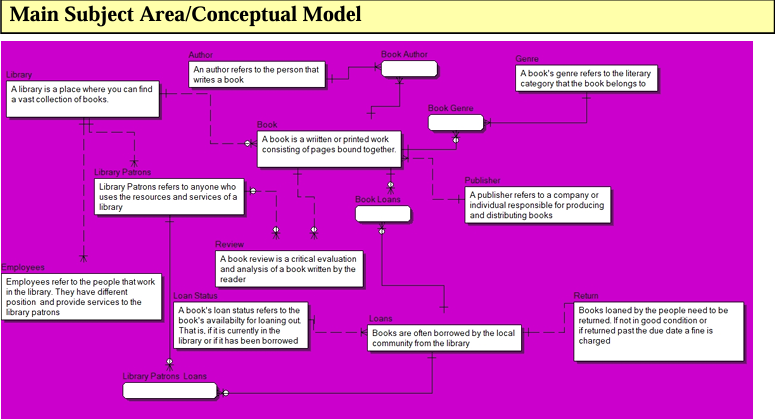 Main Subject Area/Conceptual Model
Author
An author refers to the person that
writes a book
Book Author
Genre
A book's genre refers to the literary
category that the book belongs to
Library
A library is a place where you can find
a vast collection of books.
Book Genre
Book
A book is a wriitten or printed work
consisting of pages bound together.
Library Patrons
Library Patrons refers to anyone who
uses the resources and services of a
library
Publisher
A publisher refers to a company or
individual responsible for producing
and distributing books
Book Loans
Review
A book review is a critical evaluation
and analysis of a book written by the
reader
Employees
Employees refer to the people that work
in the library. They have different
position and provide services to the
library patrons
Loan Status
A book's loan status refers to the
book's availabilty for loaning out.
That is, if it is currently in the
library or if it has been borrowed
Loans
Books are often borrowed by the local
community from the library
Return
Books loaned by the people need to be
returned. If not in good condition or
if returned past the due date a fine is
charged
Library Patrons Loans